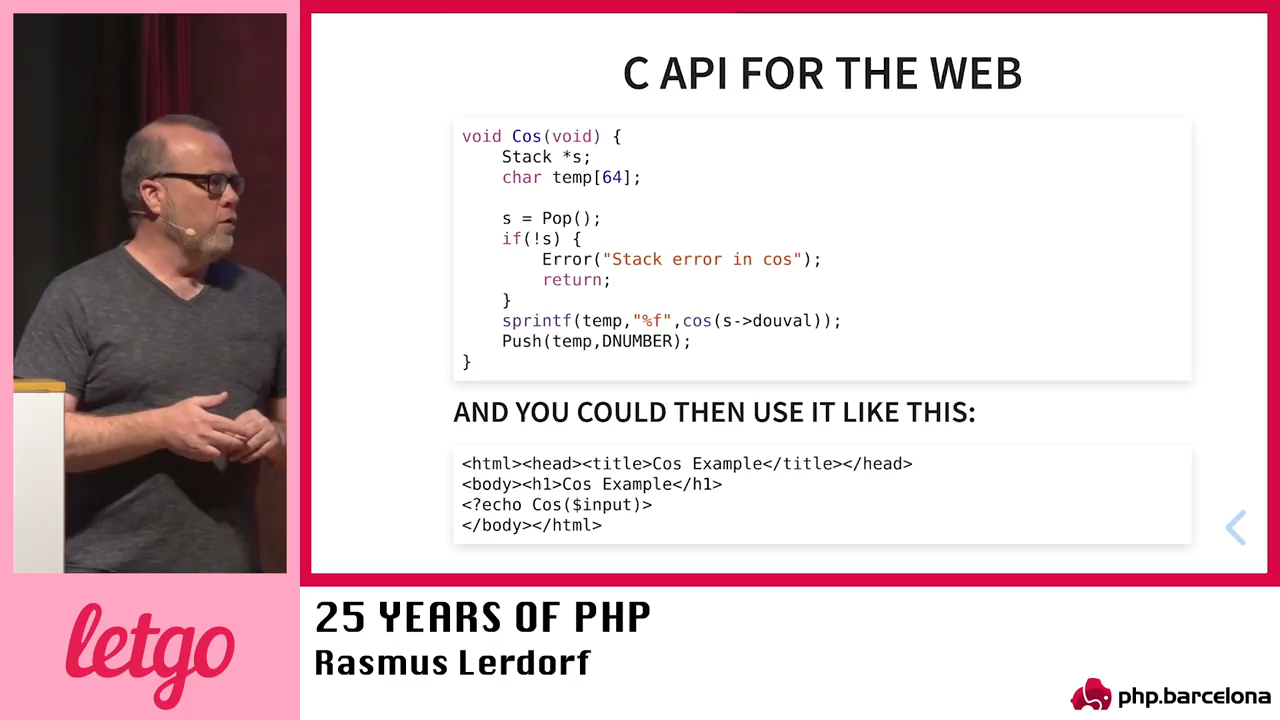 C API FOR THE WEB
void Cos(void) {
    Stack *s;
    char temp[64];

    s = Pop();
    if(!s) {
        Error("Stack error in cos");
        return;
    }
    sprintf(temp,"%f",cos(s->douval));
    Push(temp,DNUMBER);
}
AND YOU COULD THEN USE IT LIKE THIS:
<html><head><title>Cos Example</title></head>
<body><h1>Cos Example</h1>
<?echo Cos($input)>
</body></html>
letgo
25 YEARS OF PHP
Rasmus Lerdorf
php.barcelona